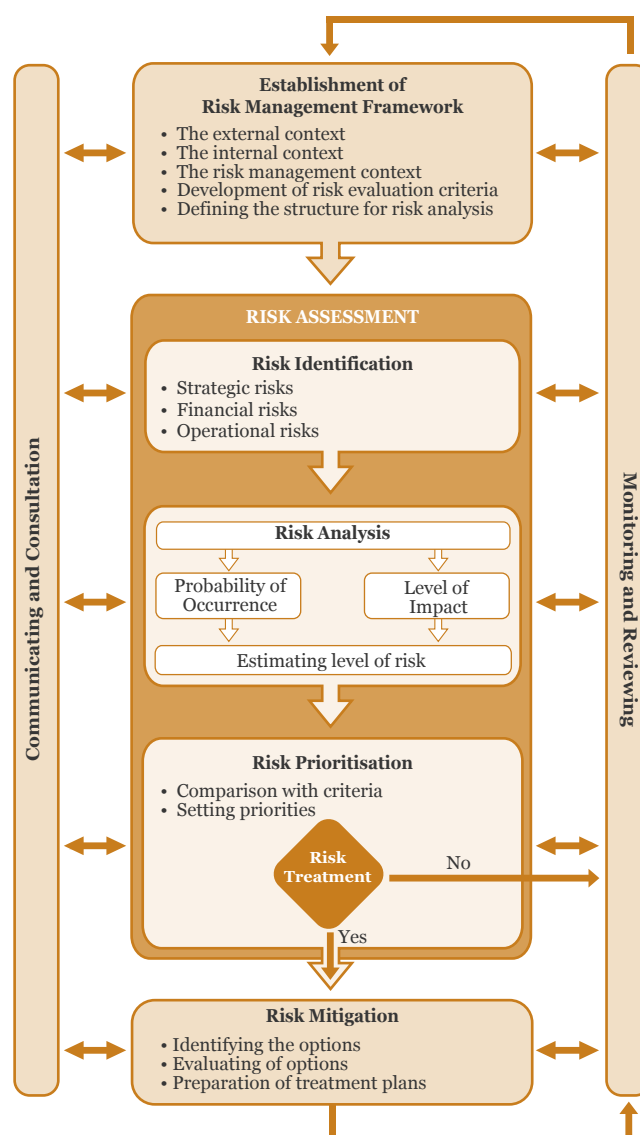 Establishment of
Risk Management Framework
• The external context
• The internal context
• The risk management context
• Development of risk evaluation criteria
• Defining the structure for risk analysis
RISK ASSESSMENT
Risk Identification
• Strategic risks
• Financial risks
• Operational risks
Risk Analysis
Probability of
Occurrence
Level of
Impact
Estimating level of risk
Risk Prioritisation
• Comparison with criteria
• Setting priorities
Risk
Treatment
No
Yes
Risk Mitigation
• Identifying the options
• Evaluating of options
• Preparation of treatment plans
Communicating and Consultation
Monitoring and Reviewing